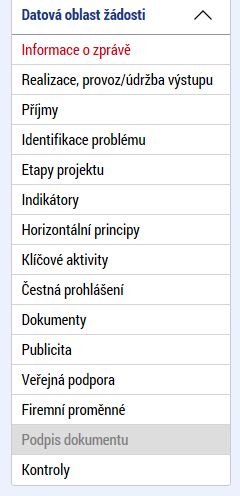 Datová oblast žádosti
Informace o zprávě
Realizace, provoz/údržba výstupu
Příjmy
Identifikace problému
Etapy projektu
Indikátory
Horizontální principy
Klíčové aktivity
Čestná prohlášení
Dokumenty
Publicita
Veřejná podpora
Firemní proměnné
Podpis dokumentu
Kontroly